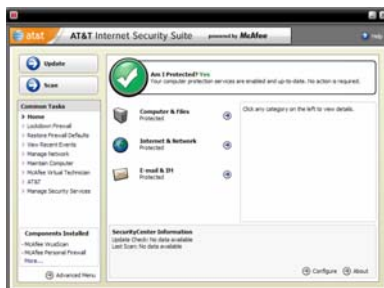 at&t AT&T Internet Security Suite powered by McAfee Help
Update
Scan
Am I Protected? Yes
Your computer protection services are enabled and up-to-date. No action is required.
Common Tasks
Home
Lockdown Firewall
Restore Firewall Defaults
View Recent Events
Manage Network
Maintain Computer
McAfee Virtual Technician
AT&T
Manage Security Services
Computer & Files
Protected
Internet & Network
Protected
E-mail & IM
Protected
Click any category on the left to view details.
Components Installed
-McAfee VirusScan
-McAfee Personal Firewall
More...
Advanced Menu
SecurityCenter Information
Update Check: No data available
Last Scan: No data available
Configure About